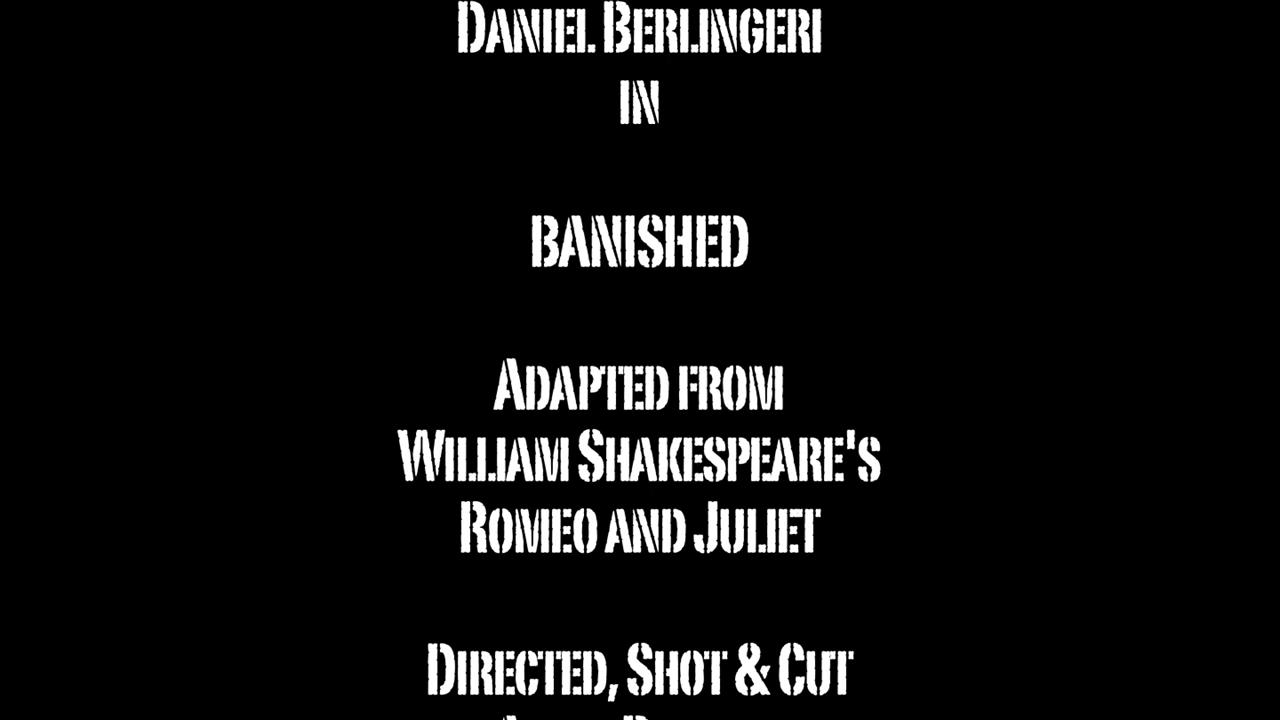 Daniel Berlingeri
in
BANISHED
Adapted from
William Shakespeare's
Romeo and Juliet
Directed, Shot & Cut